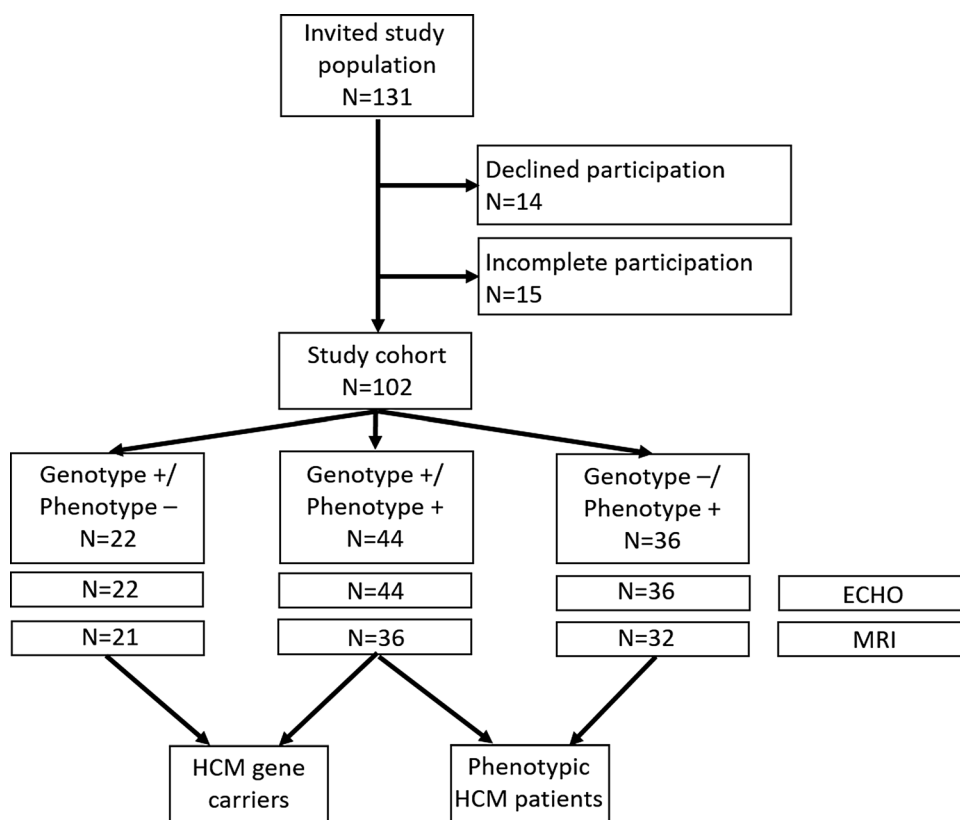 Invited study
population
N=131
Declined participation
N=14
Incomplete participation
N=15
Study cohort
N=102
Genotype +/
Phenotype –
N=22
Genotype +/
Phenotype +
N=44
Genotype –/
Phenotype +
N=36
N=22
N=44
N=36
ECHO
N=21
N=36
N=32
MRI
HCM gene
carriers
Phenotypic
HCM patients